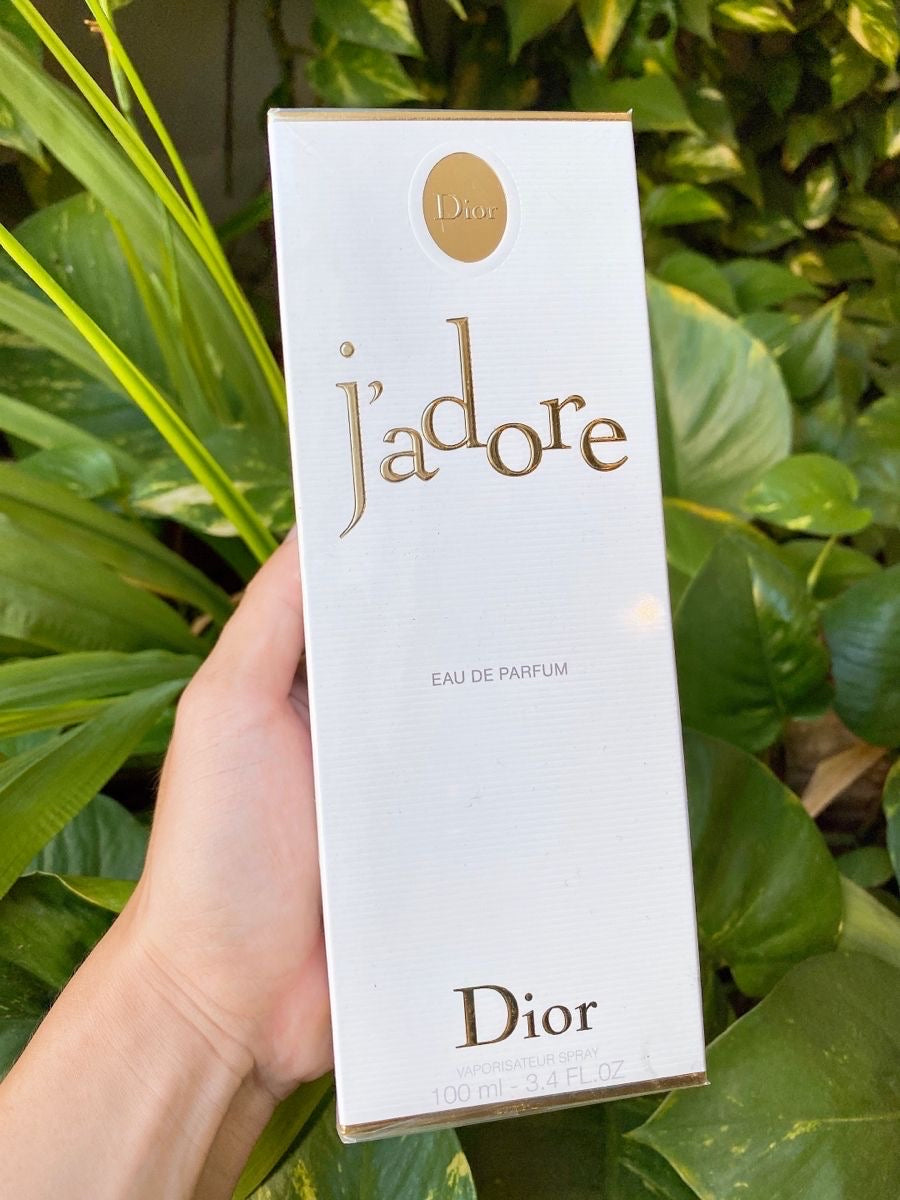 Dior
j'adore
EAU DE PARFUM
Dior
VAPORISATEUR SPRAY
100 ml - 3.4 FL.OZ